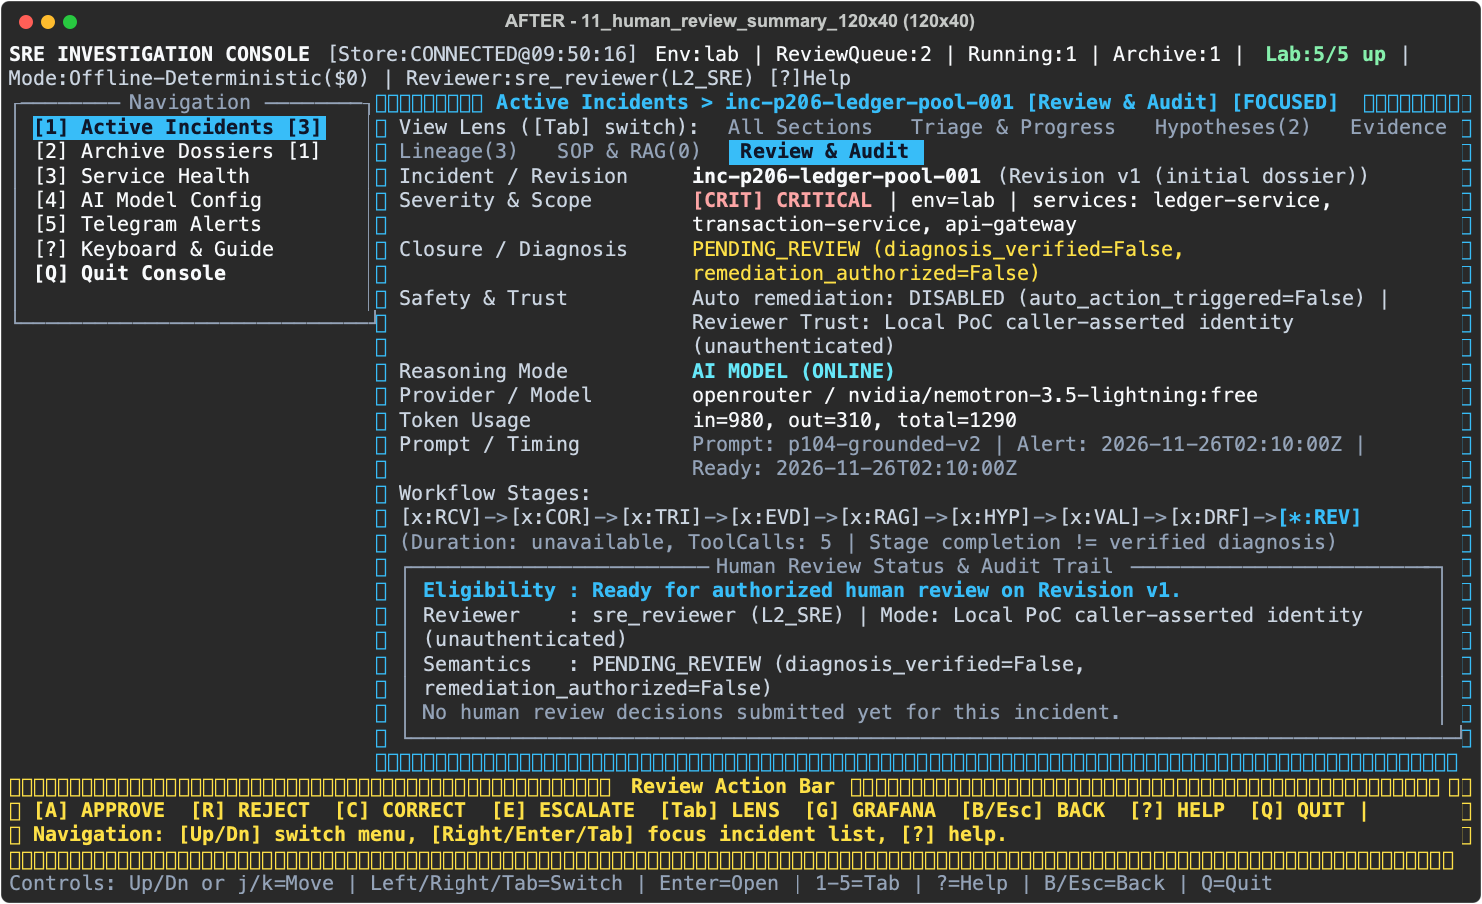 AFTER - 11_human_review_summary_120x40 (120x40)
SRE INVESTIGATION CONSOLE [Store:CONNECTED@09:50:16] Env:lab | ReviewQueue:2 | Running:1 | Archive:1 | Lab:5/5 up |
Mode:Offline-Deterministic($0) | Reviewer:sre_reviewer(L2_SRE) [?]Help
Navigation
[1] Active Incidents [3]
[2] Archive Dossiers [1]
[3] Service Health
[4] AI Model Config
[5] Telegram Alerts
[?] Keyboard & Guide
[Q] Quit Console
Active Incidents > inc-p206-ledger-pool-001 [Review & Audit] [FOCUSED]
View Lens ([Tab] switch): All Sections Triage & Progress Hypotheses(2) Evidence
Lineage(3) SOP & RAG(0) Review & Audit
Incident / Revision inc-p206-ledger-pool-001 (Revision v1 (initial dossier))
Severity & Scope [CRIT] CRITICAL | env=lab | services: ledger-service,
transaction-service, api-gateway
Closure / Diagnosis PENDING_REVIEW (diagnosis_verified=False,
remediation_authorized=False)
Safety & Trust Auto remediation: DISABLED (auto_action_triggered=False) |
Reviewer Trust: Local PoC caller-asserted identity
(unauthenticated)
Reasoning Mode AI MODEL (ONLINE)
Provider / Model openrouter / nvidia/nemotron-3.5-lightning:free
Token Usage in=980, out=310, total=1290
Prompt / Timing Prompt: p104-grounded-v2 | Alert: 2026-11-26T02:10:00Z |
Ready: 2026-11-26T02:10:00Z
Workflow Stages:
[x:RCV]->[x:COR]->[x:TRI]->[x:EVD]->[x:RAG]->[x:HYP]->[x:VAL]->[x:DRF]->[*:REV]
(Duration: unavailable, ToolCalls: 5 | Stage completion != verified diagnosis)
Human Review Status & Audit Trail
Eligibility : Ready for authorized human review on Revision v1.
Reviewer : sre_reviewer (L2_SRE) | Mode: Local PoC caller-asserted identity
(unauthenticated)
Semantics : PENDING_REVIEW (diagnosis_verified=False,
remediation_authorized=False)
No human review decisions submitted yet for this incident.
Review Action Bar
[A] APPROVE [R] REJECT [C] CORRECT [E] ESCALATE [Tab] LENS [G] GRAFANA [B/Esc] BACK [?] HELP [Q] QUIT |
Navigation: [Up/Dn] switch menu, [Right/Enter/Tab] focus incident list, [?] help.
Controls: Up/Dn or j/k=Move | Left/Right/Tab=Switch | Enter=Open | 1-5=Tab | ?=Help | B/Esc=Back | Q=Quit